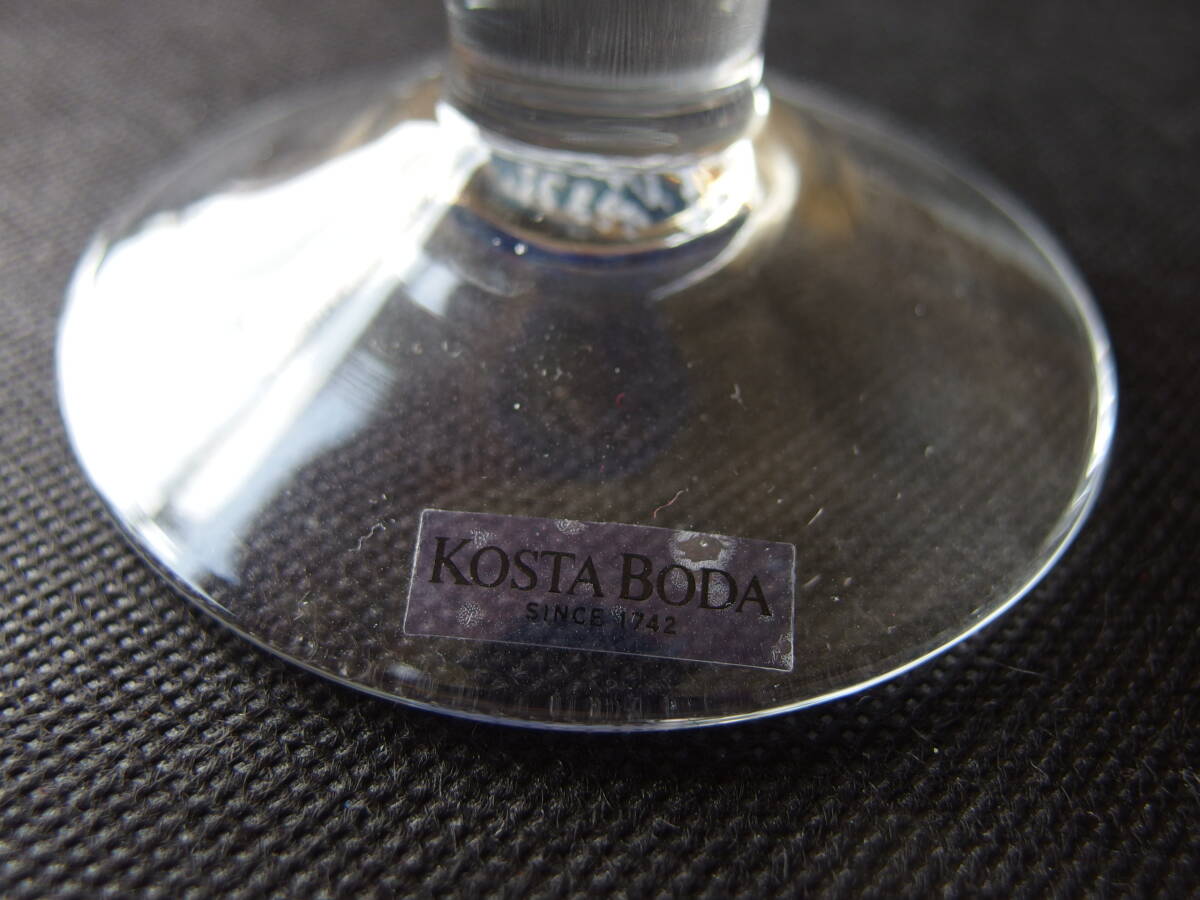 KOSTA BODA
SINCE 1742